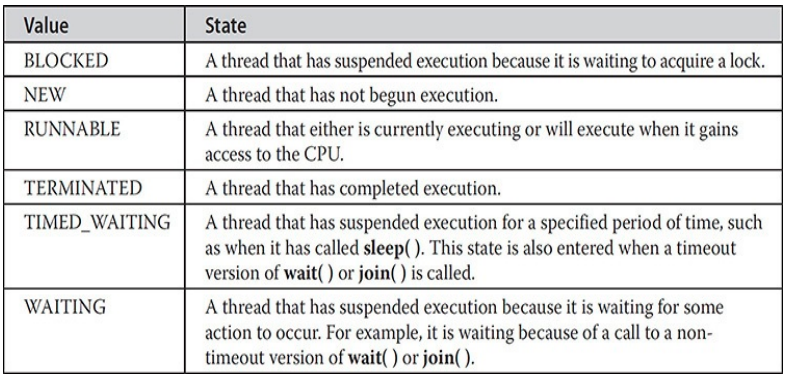 Value State
BLOCKED A thread that has suspended execution because it is waiting to acquire a lock.
NEW A thread that has not begun execution.
RUNNABLE A thread that either is currently executing or will execute when it gains
access to the CPU.
TERMINATED A thread that has completed execution.
TIMED_WAITING A thread that has suspended execution for a specified period of time, such
as when it has called sleep( ). This state is also entered when a timeout
version of wait( ) or join( ) is called.
WAITING A thread that has suspended execution because it is waiting for some
action to occur. For example, it is waiting because of a call to a non-
timeout version of wait( ) or join( ).